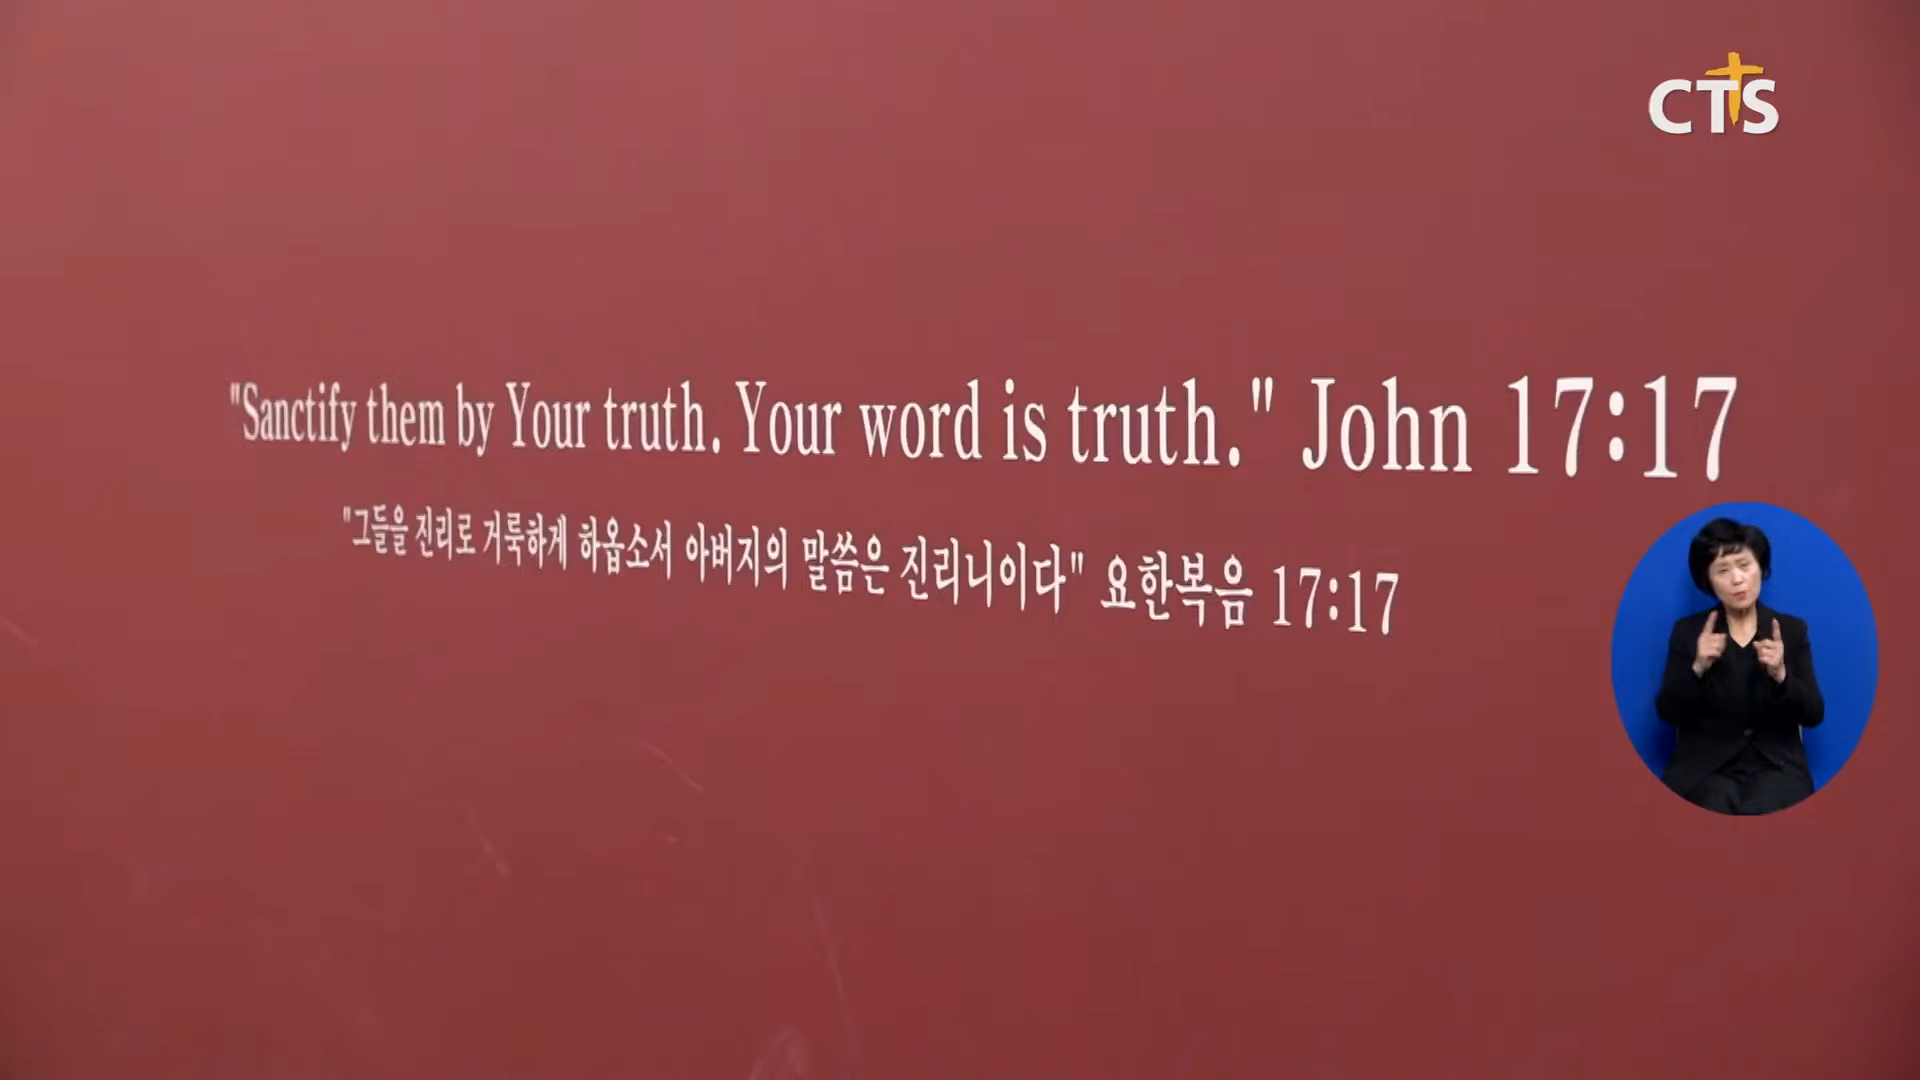 CTS
"Sanctify them by Your truth. Your word is truth." John 17:17
"그들을 진리로 거룩하게 하옵소서 아버지의 말씀은 진리니이다" 요한복음 17:17